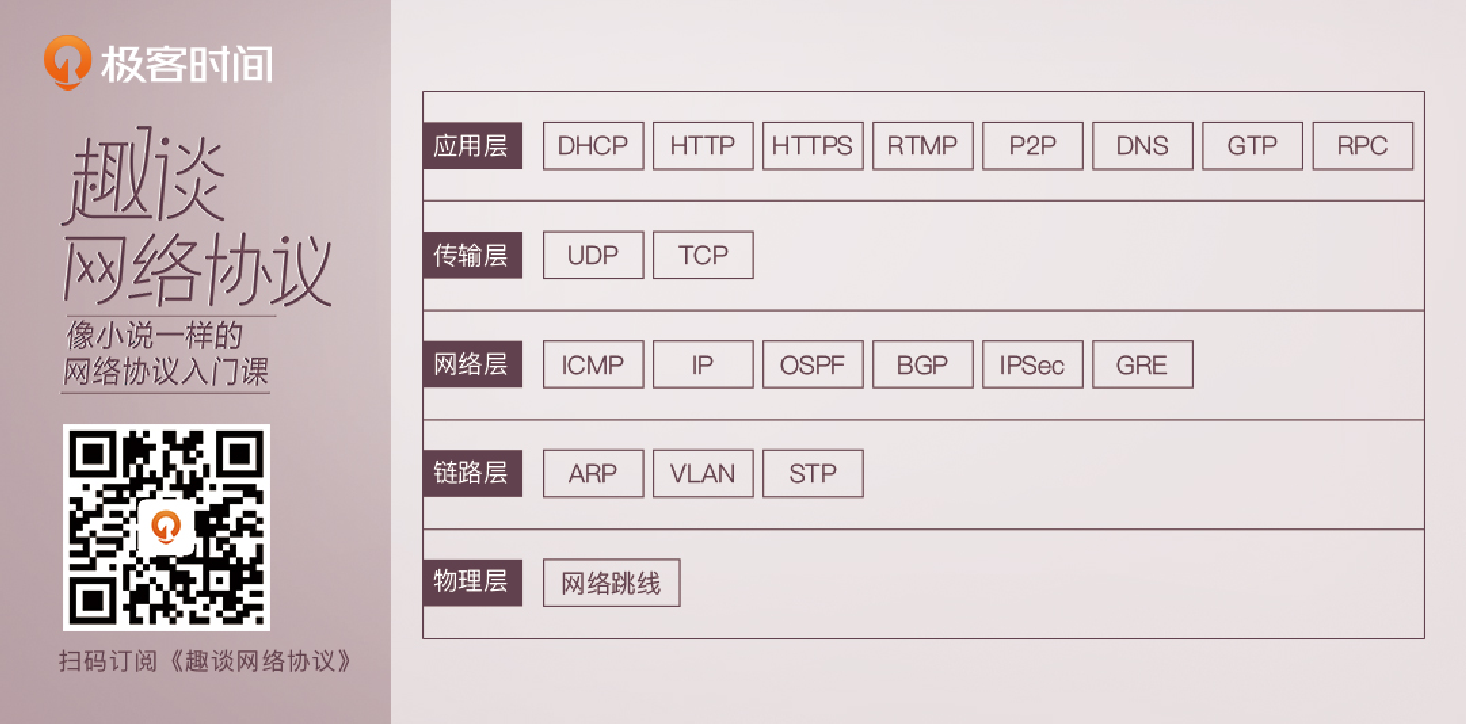 极客时间
趣谈
网络协议
像小说一样的
网络协议入门课
扫码订阅《趣谈网络协议》
应用层 DHCP HTTP HTTPS RTMP P2P DNS GTP RPC
传输层 UDP TCP
网络层 ICMP IP OSPF BGP IPSec GRE
链路层 ARP VLAN STP
物理层 网络跳线